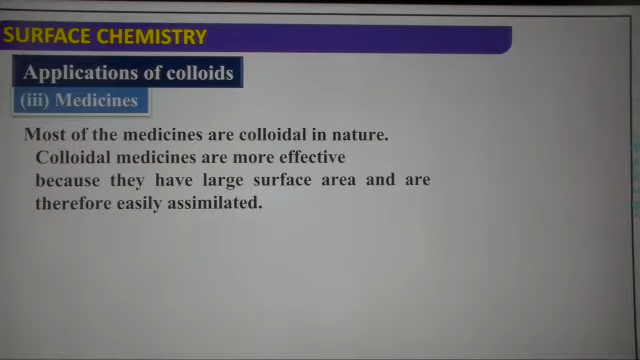 SURFACE CHEMISTRY
Applications of colloids
(iii) Medicines
Most of the medicines are colloidal in nature.
Colloidal medicines are more effective
because they have large surface area and are
therefore easily assimilated.